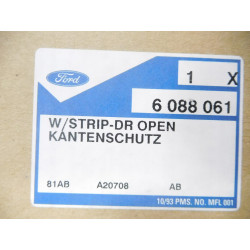 Ford
1 X
6 088 061
W/STRIP-DR OPEN
KANTENSCHUTZ
81AB A20708 AB
10/93 PMS. NO. MFL 001